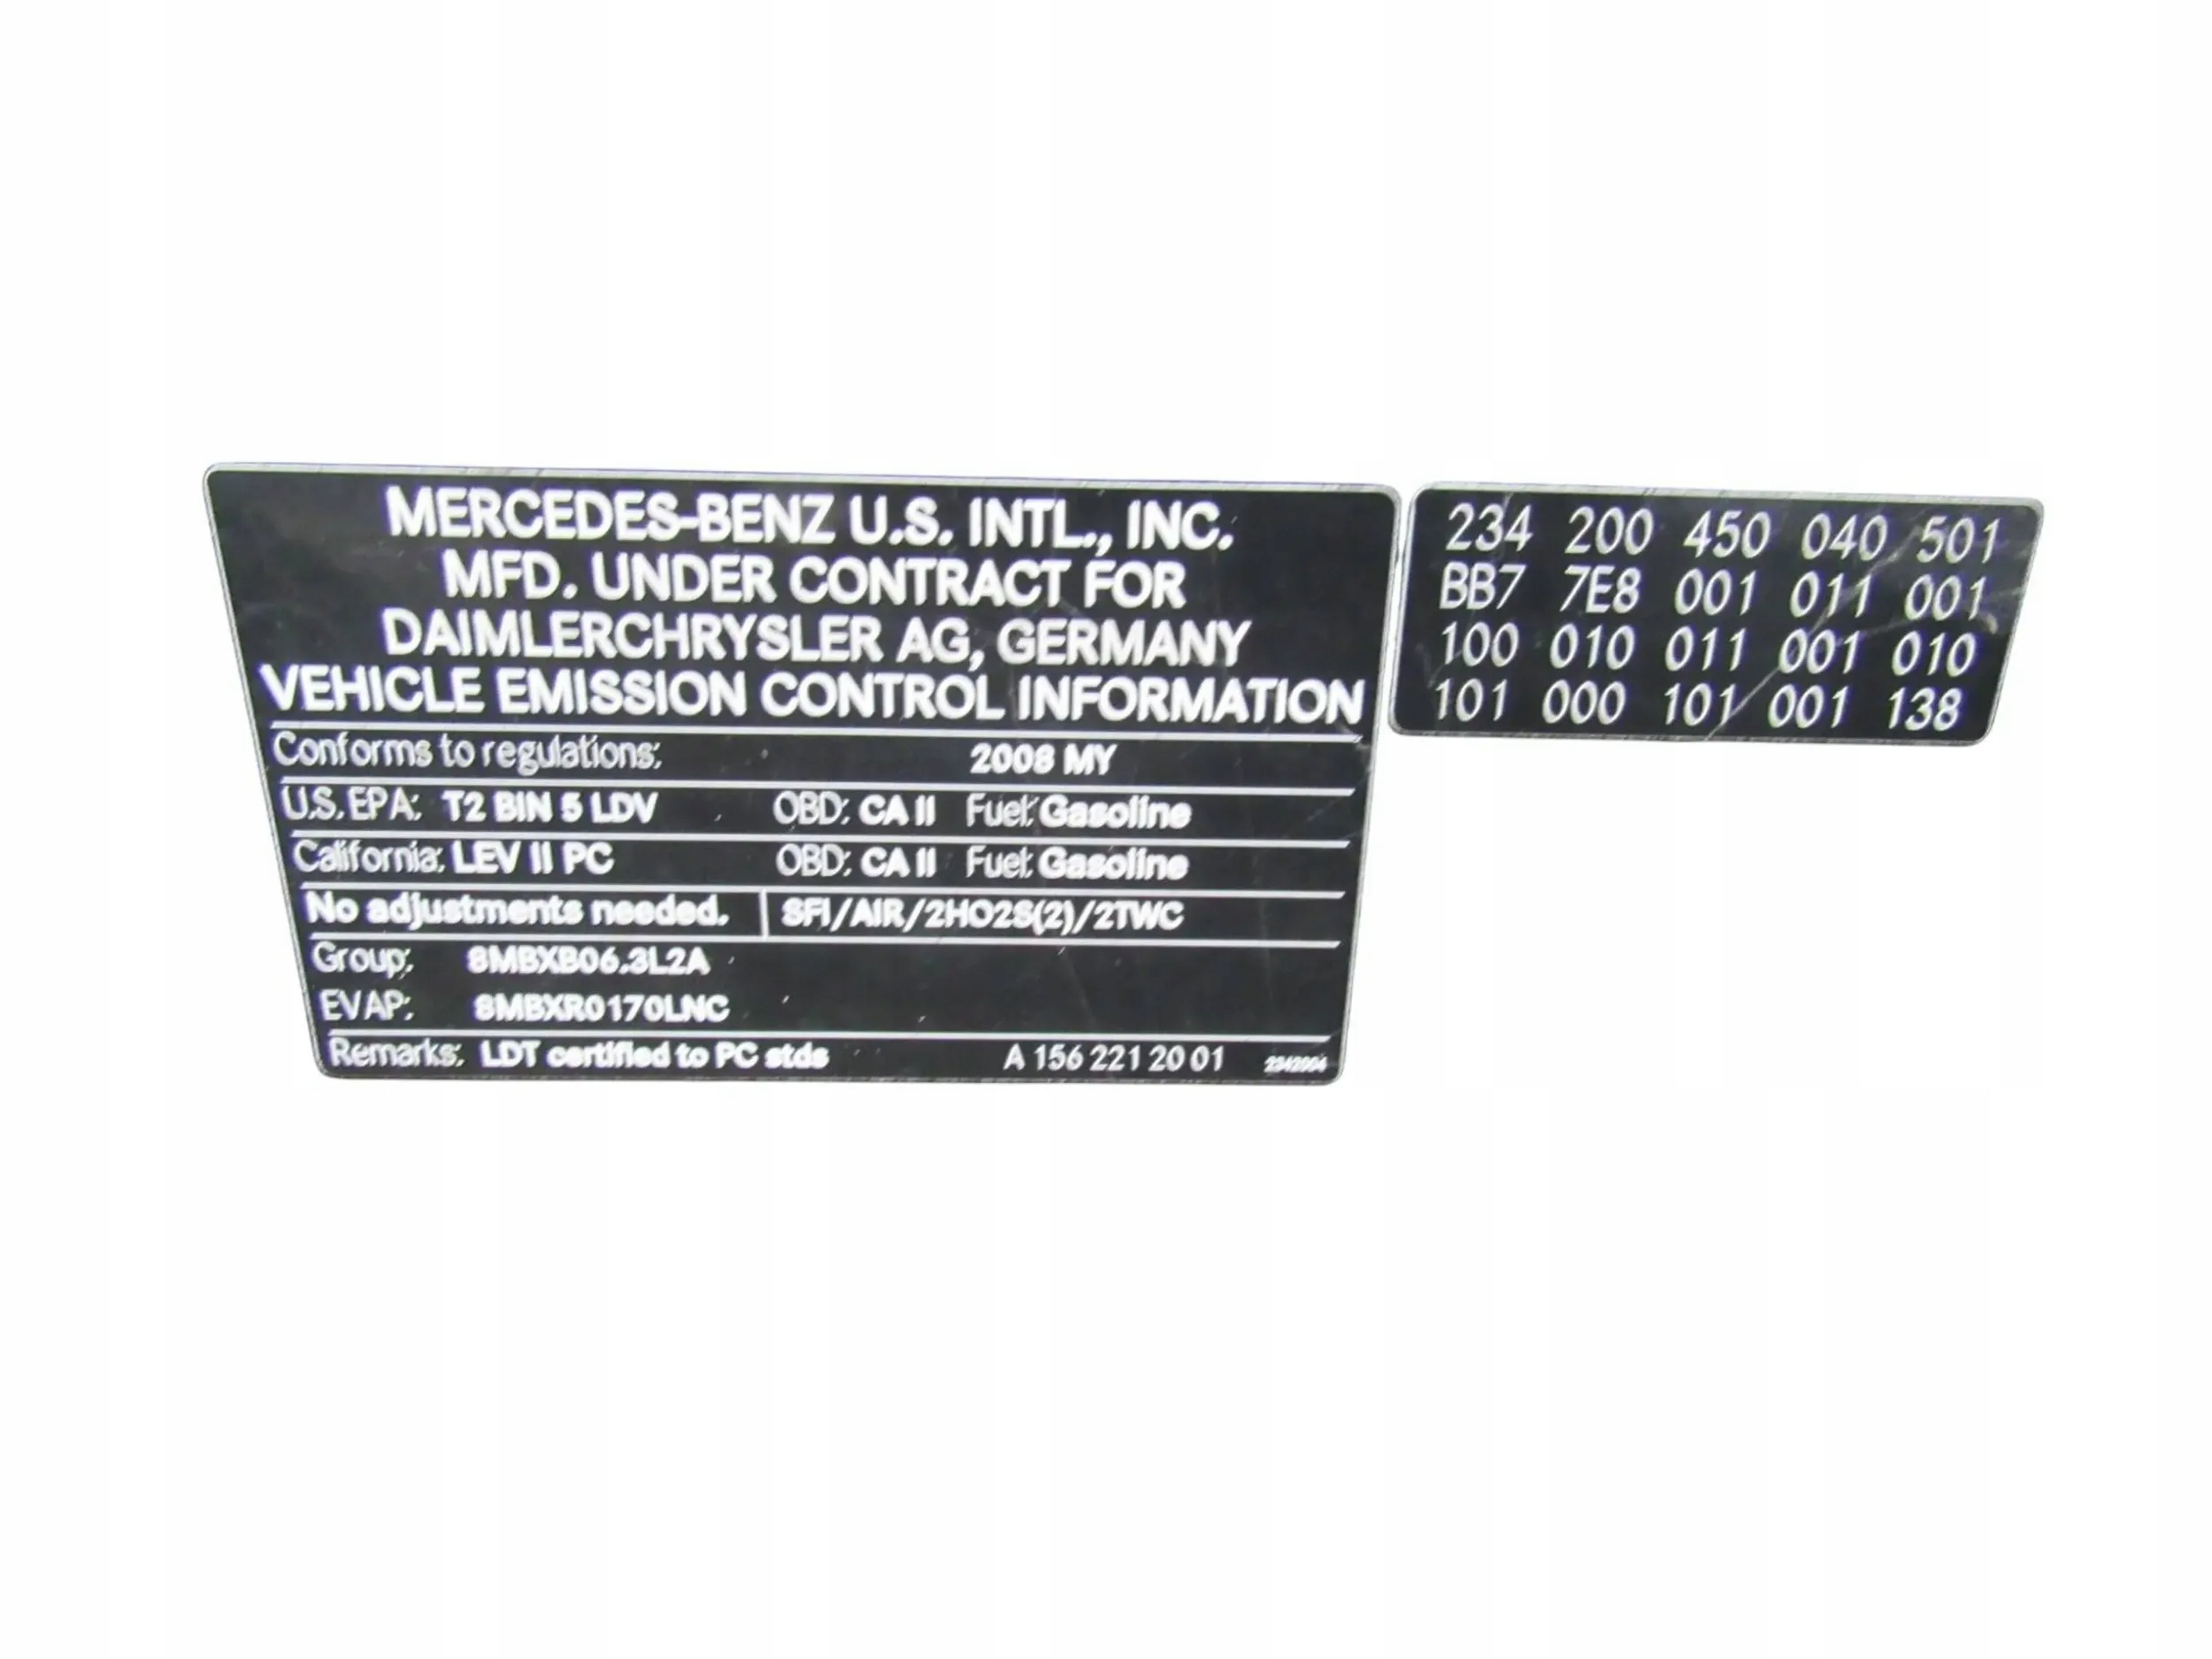 MERCEDES-BENZ U.S. INTL., INC.
MFD. UNDER CONTRACT FOR
DAIMLERCHRYSLER AG, GERMANY
VEHICLE EMISSION CONTROL INFORMATION
Conforms to regulations: 2008 MY
U.S. EPA: T2 BIN 5 LDV OBD: CA II Fuel: Gasoline
California: LEV II PC OBD: CA II Fuel: Gasoline
No adjustments needed. SFI/AIR/2HO2S(2)/2TWC
Group: 8MBXB06.3L2A
EVAP: 8MBXR0170LNC
Remarks: LDT certified to PC stds A 156 221 20 01
234 200 450 040 501
BB7 7E8 001 011 001
100 010 011 001 010
101 000 101 001 138